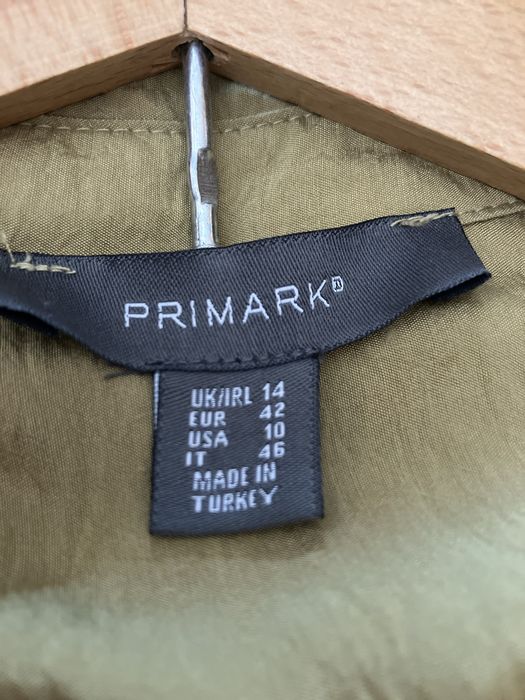 PRIMARK
UK/IRL 14
EUR 42
USA 10
IT 46
MADE IN
TURKEY